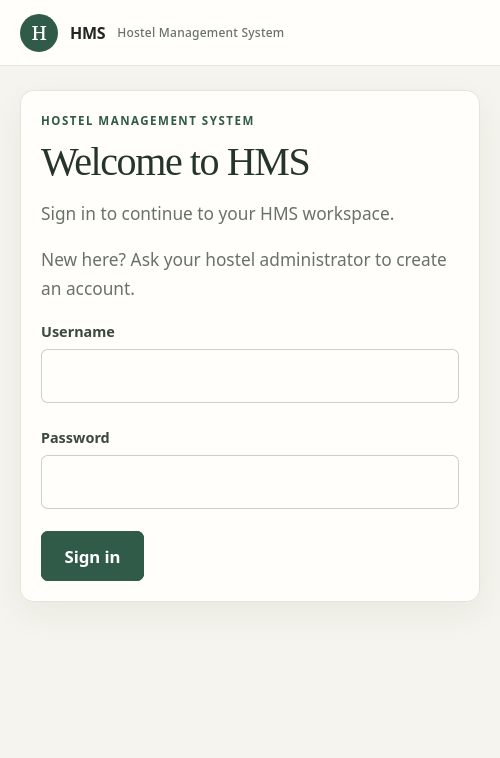 H HMS Hostel Management System
HOSTEL MANAGEMENT SYSTEM
Welcome to HMS
Sign in to continue to your HMS workspace.
New here? Ask your hostel administrator to create
an account.
Username
Password
Sign in